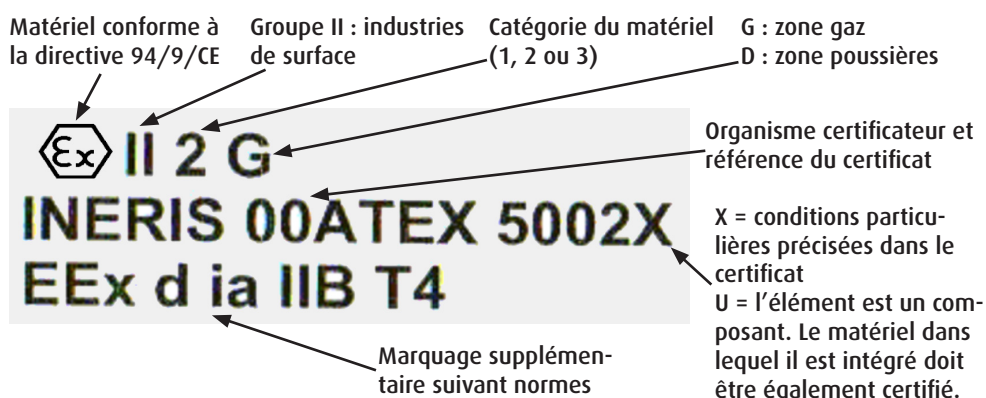 Matériel conforme à
la directive 94/9/CE
Groupe II : industries
de surface
Catégorie du matériel
(1, 2 ou 3)
G : zone gaz
D : zone poussières
Ex II 2 G
INERIS 00ATEX 5002X
EEx d ia IIB T4
Organisme certificateur et
référence du certificat
X = conditions particu-
lières précisées dans le
certificat
U = l'élément est un com-
posant. Le matériel dans
lequel il est intégré doit
être également certifié.
Marquage supplémen-
taire suivant normes